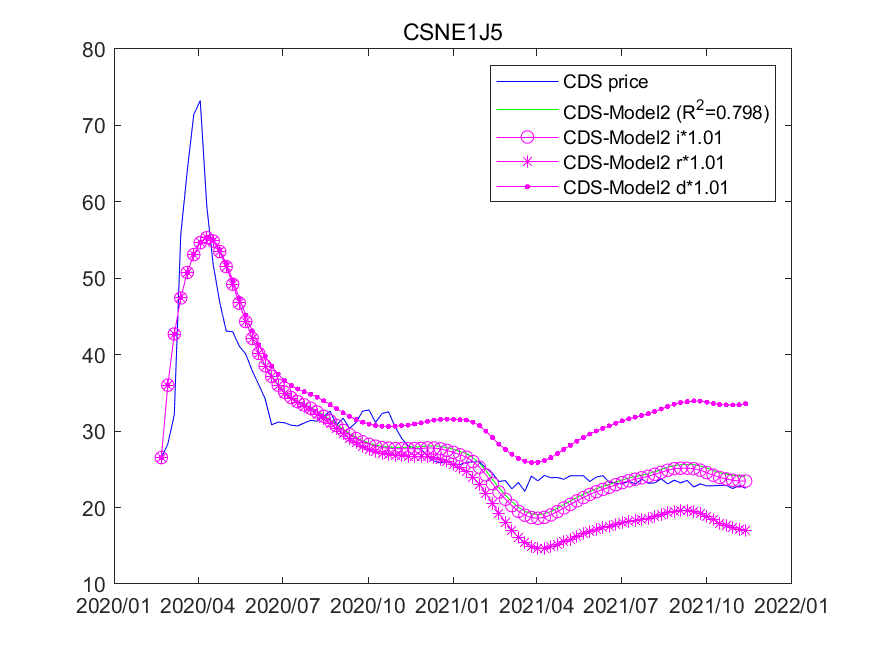 CSNE1J5
80
70
60
50
40
30
20
10
CDS price
CDS-Model2 (R²=0.798)
CDS-Model2 i*1.01
CDS-Model2 r*1.01
CDS-Model2 d*1.01
2020/01 2020/04 2020/07 2020/10 2021/01 2021/04 2021/07 2021/10 2022/01